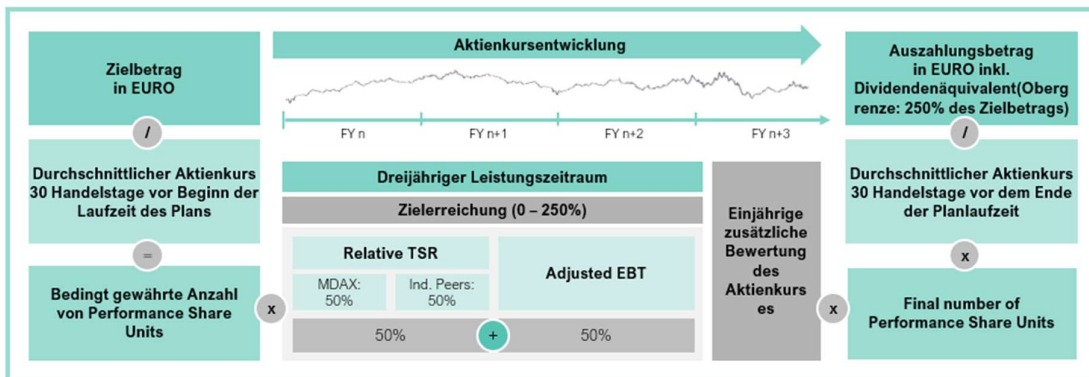 Zielbetrag
in EURO
/
Durchschnittlicher Aktienkurs
30 Handelstage vor Beginn der
Laufzeit des Plans
=
Bedingt gewährte Anzahl
von Performance Share
Units
x
Aktienkursentwicklung
FY n
FY n+1
FY n+2
FY n+3
Dreijähriger Leistungszeitraum
Zielerreichung (0 – 250%)
Relative TSR
MDAX:
50%
Ind. Peers:
50%
Adjusted EBT
50%
+
50%
Einjährige
zusätzliche
Bewertung
des
Aktienkurs
es
x
Auszahlungsbetrag
in EURO inkl.
Dividendenäquivalent(Oberg
renze: 250% des Zielbetrags)
/
Durchschnittlicher Aktienkurs
30 Handelstage vor dem Ende
der Planlaufzeit
x
Final number of
Performance Share Units